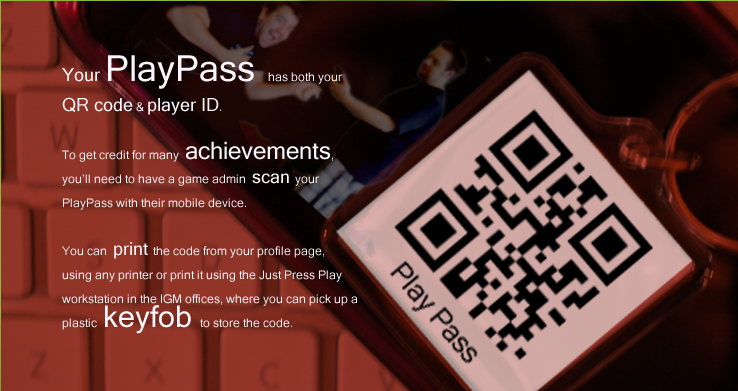 Your PlayPass has both your
QR code & player ID.
To get credit for many achievements,
you'll need to have a game admin scan your
PlayPass with their mobile device.
You can print the code from your profile page,
using any printer or print it using the Just Press Play
workstation in the IGM offices, where you can pick up a
plastic keyfob to store the code.
Play Pass
W
Z
X
C